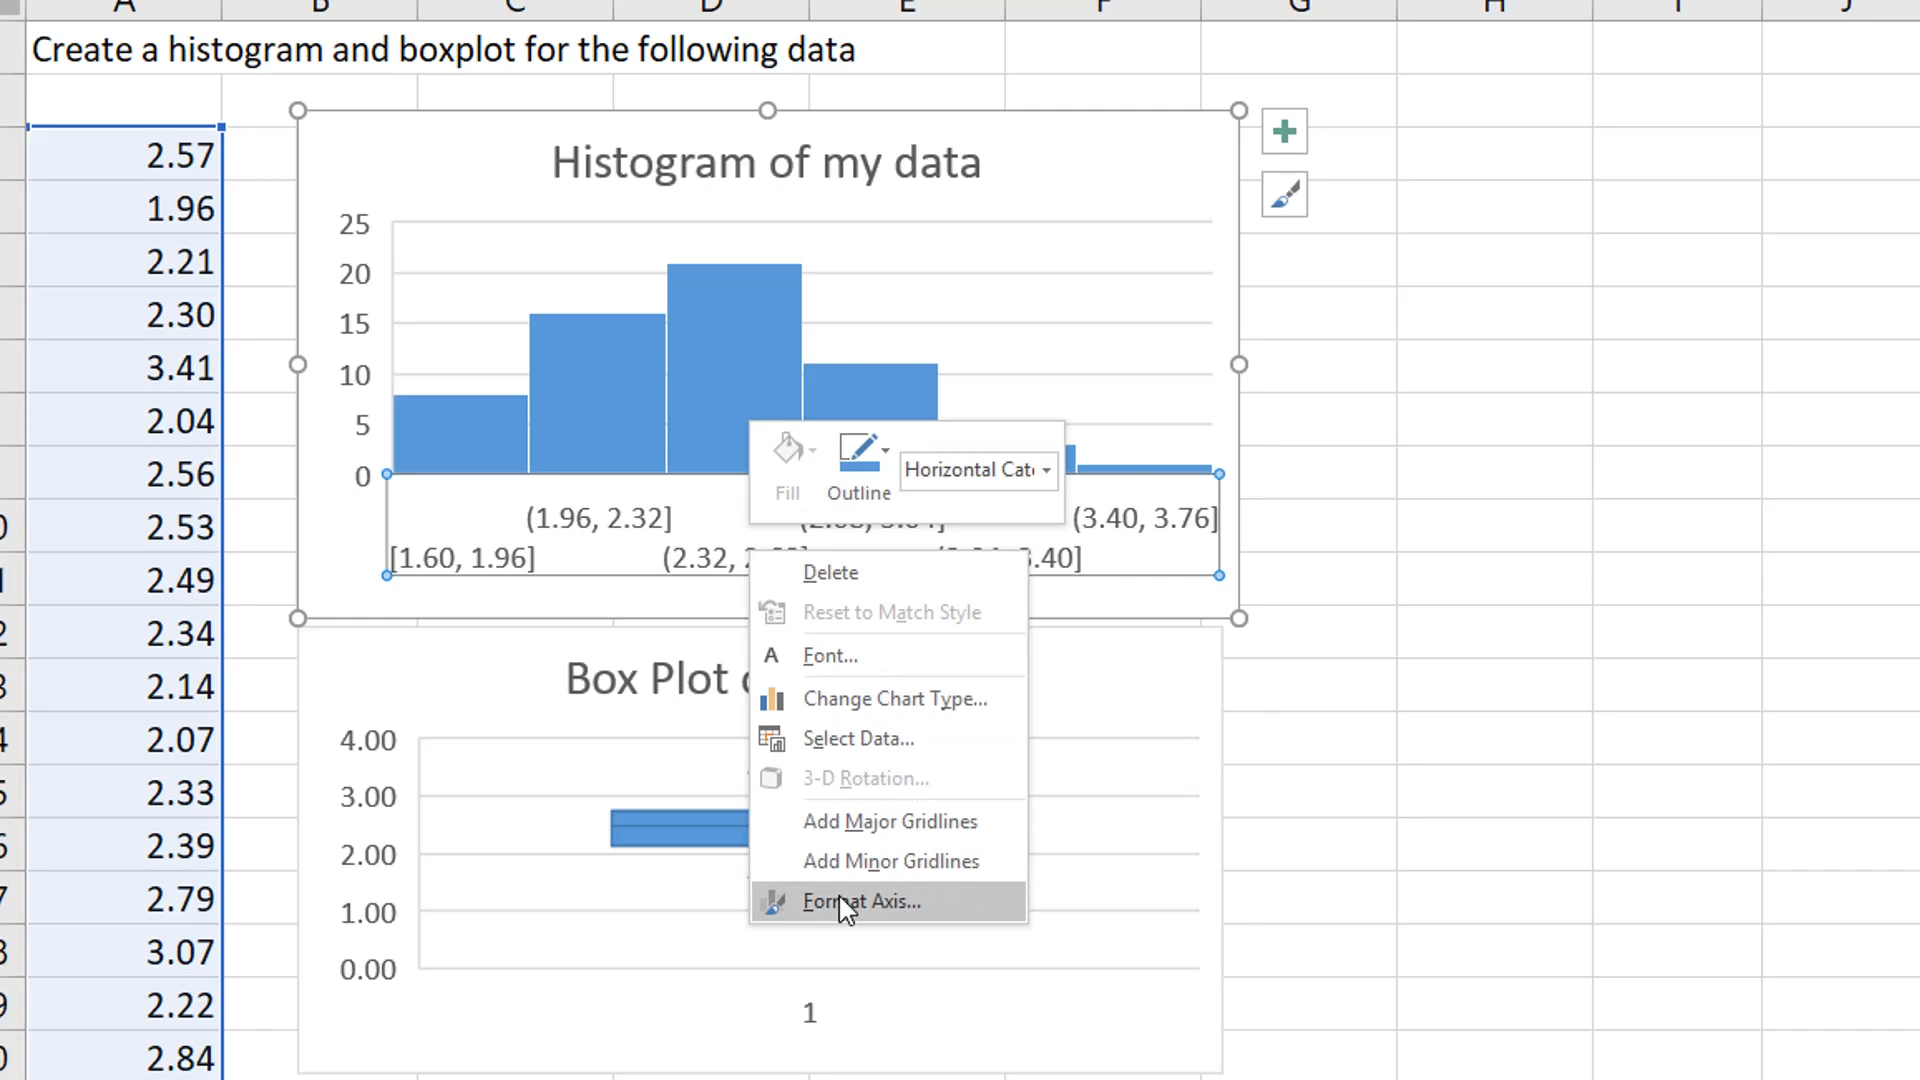 Create a histogram and boxplot for the following data
2.57
1.96
2.21
2.30
3.41
2.04
2.56
2.53
2.49
2.34
2.14
2.07
2.33
2.39
2.79
3.07
2.22
2.84
Histogram of my data
25
20
15
10
5
0
(1.96, 2.32]
(3.40, 3.76]
[1.60, 1.96]
(2.32,
3.40]
Fill
Outline
Horizontal Cat
Delete
Reset to Match Style
Font...
Change Chart Type...
Select Data...
3-D Rotation...
Add Major Gridlines
Add Minor Gridlines
Format Axis...
Box Plot
4.00
3.00
2.00
1.00
0.00
1